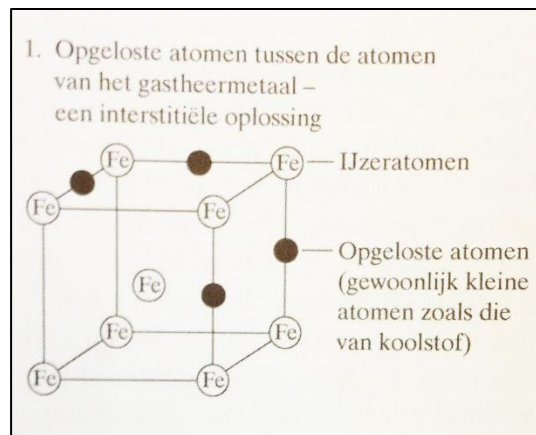 1. Opgeloste atomen tussen de atomen
van het gastheermetaal –
een interstitiële oplossing
Fe
Fe
IJzeratomen
Fe
Fe
Opgeloste atomen
(gewoonlijk kleine
atomen zoals die
van koolstof)
Fe
Fe
Fe
Fe
Fe